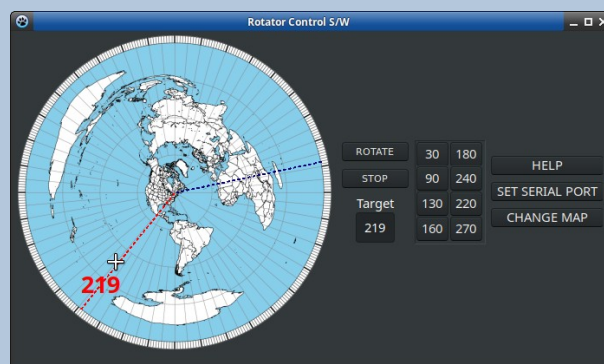 Rotator Control S/W
219
ROTATE
STOP
Target
219
30 180
90 240
130 220
160 270
HELP
SET SERIAL PORT
CHANGE MAP